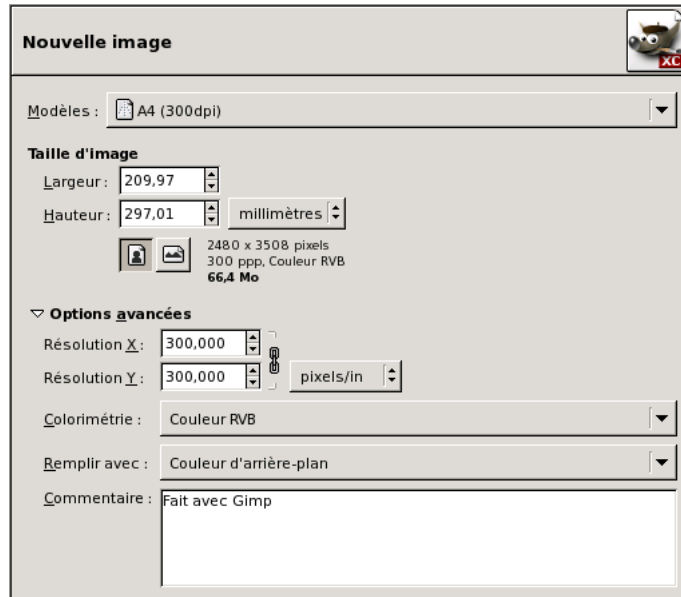 Nouvelle image
XC
Modèles : A4 (300dpi)
Taille d'image
Largeur : 209,97
Hauteur : 297,01 millimètres
2480 x 3508 pixels
300 ppp, Couleur RVB
66,4 Mo
Options avancées
Résolution X : 300,000
Résolution Y : 300,000 pixels/in
Colorimétrie : Couleur RVB
Remplir avec : Couleur d'arrière-plan
Commentaire : Fait avec Gimp